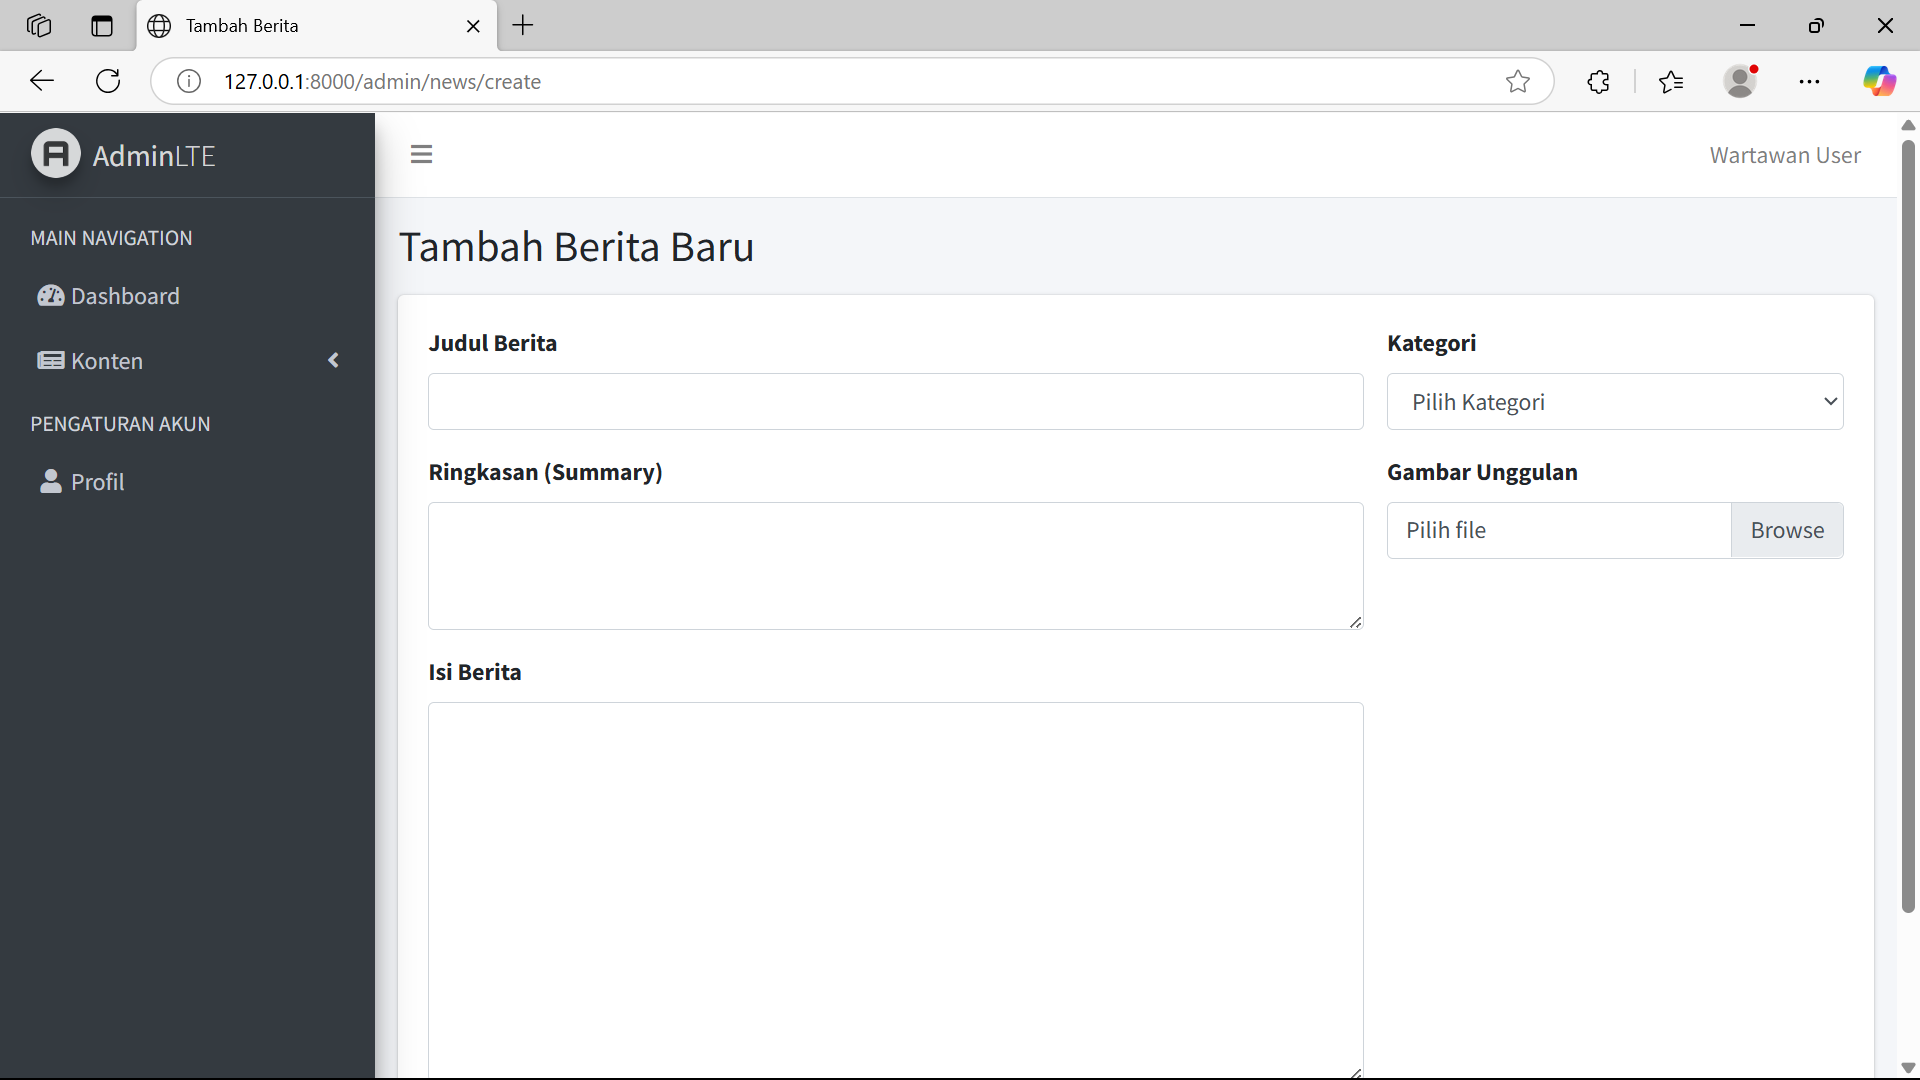 Tambah Berita
127.0.0.1:8000/admin/news/create
AdminLTE
Wartawan User
MAIN NAVIGATION
Dashboard
Konten
PENGATURAN AKUN
Profil
Tambah Berita Baru
Judul Berita
Kategori
Pilih Kategori
Ringkasan (Summary)
Gambar Unggulan
Pilih file
Browse
Isi Berita